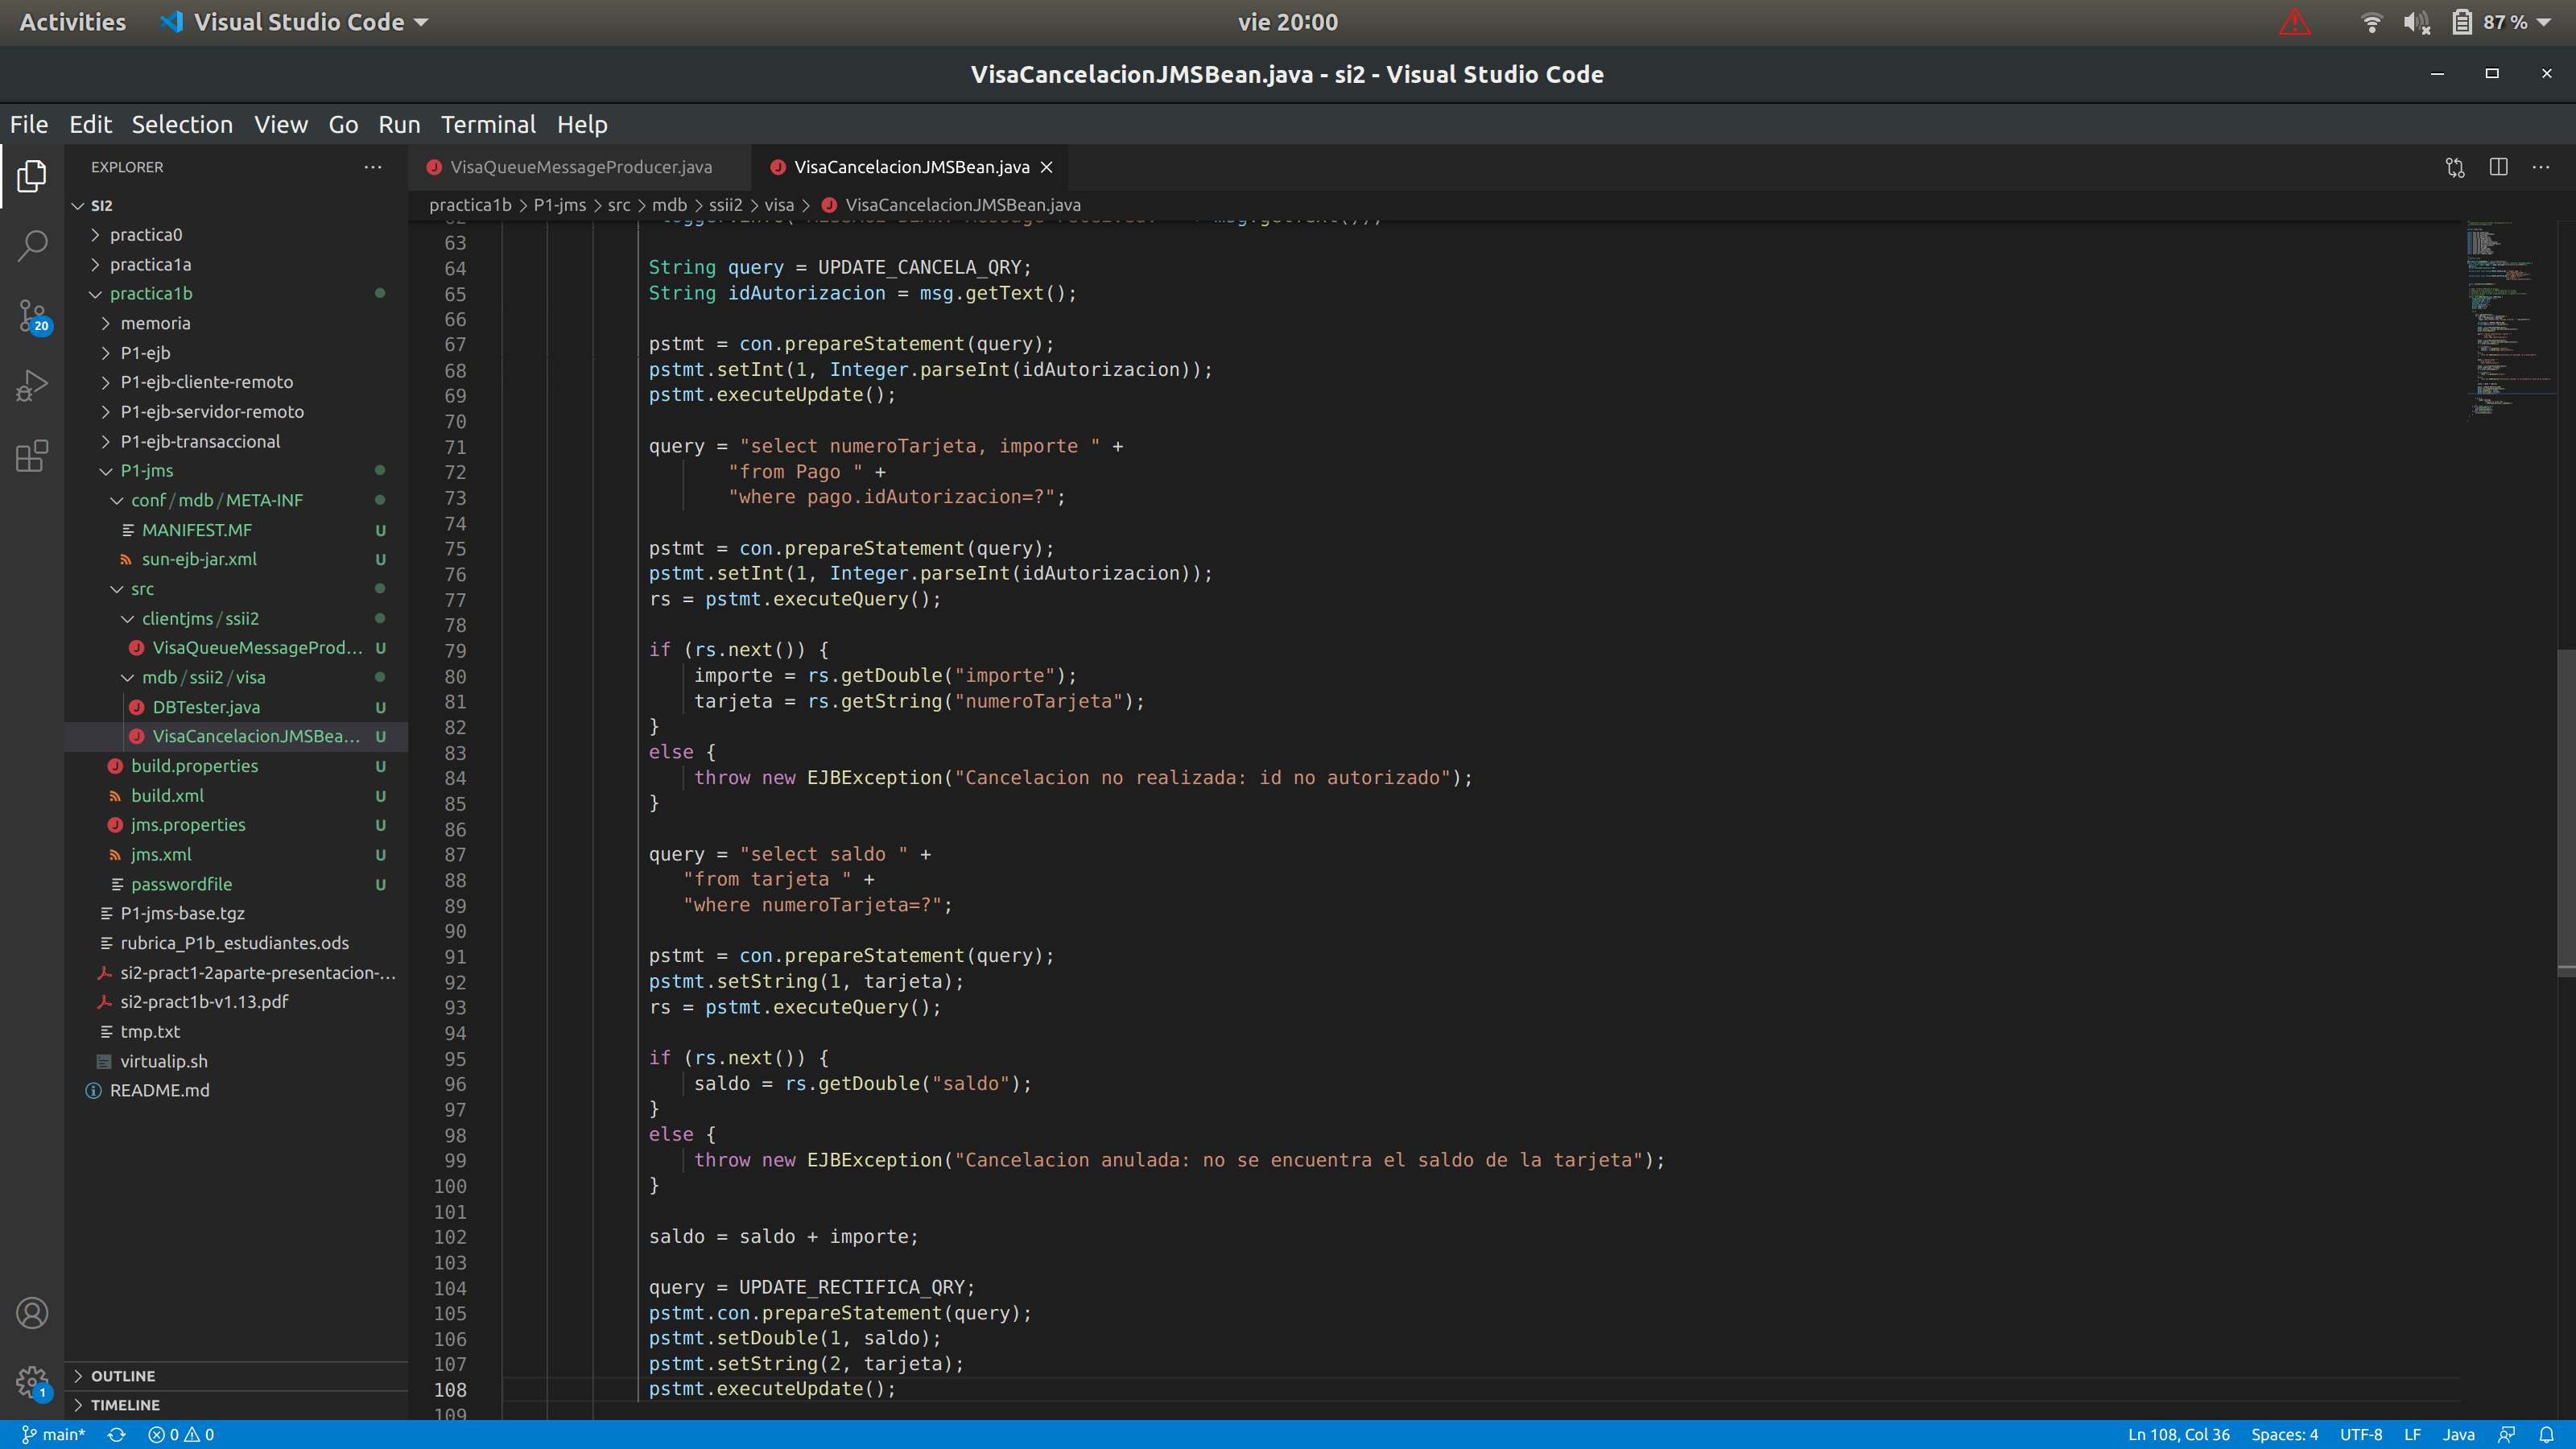 Activities
Visual Studio Code
vie 20:00
87 %
VisaCancelacionJMSBean.java - si2 - Visual Studio Code
File Edit Selection View Go Run Terminal Help
EXPLORER
SI2
practica0
practica1a
practica1b
memoria
P1-ejb
P1-ejb-cliente-remoto
P1-ejb-servidor-remoto
P1-ejb-transaccional
P1-jms
conf/mdb/META-INF
MANIFEST.MF U
sun-ejb-jar.xml U
src
clientjms/ssii2
VisaQueueMessageProd... U
mdb/ssii2/visa
DBTester.java U
VisaCancelacionJMSBea... U
build.properties U
build.xml U
jms.properties U
jms.xml U
passwordfile U
P1-jms-base.tgz
rubrica_P1b_estudiantes.ods
si2-pract1-2aparte-presentacion-...
si2-pract1b-v1.13.pdf
tmp.txt
virtualip.sh
README.md
OUTLINE
TIMELINE
20
1
VisaQueueMessageProducer.java
VisaCancelacionJMSBean.java
practica1b > P1-jms > src > mdb > ssii2 > visa > VisaCancelacionJMSBean.java
63
64 String query = UPDATE_CANCELA_QRY;
65 String idAutorizacion = msg.getText();
66
67 pstmt = con.prepareStatement(query);
68 pstmt.setInt(1, Integer.parseInt(idAutorizacion));
69 pstmt.executeUpdate();
70
71 query = "select numeroTarjeta, importe " +
72 "from Pago " +
73 "where pago.idAutorizacion=?";
74
75 pstmt = con.prepareStatement(query);
76 pstmt.setInt(1, Integer.parseInt(idAutorizacion));
77 rs = pstmt.executeQuery();
78
79 if (rs.next()) {
80 importe = rs.getDouble("importe");
81 tarjeta = rs.getString("numeroTarjeta");
82 }
83 else {
84 throw new EJBException("Cancelacion no realizada: id no autorizado");
85 }
86
87 query = "select saldo " +
88 "from tarjeta " +
89 "where numeroTarjeta=?";
90
91 pstmt = con.prepareStatement(query);
92 pstmt.setString(1, tarjeta);
93 rs = pstmt.executeQuery();
94
95 if (rs.next()) {
96 saldo = rs.getDouble("saldo");
97 }
98 else {
99 throw new EJBException("Cancelacion anulada: no se encuentra el saldo de la tarjeta");
100 }
101
102 saldo = saldo + importe;
103
104 query = UPDATE_RECTIFICA_QRY;
105 pstmt.con.prepareStatement(query);
106 pstmt.setDouble(1, saldo);
107 pstmt.setString(2, tarjeta);
108 pstmt.executeUpdate();
109
main* 0 0
Ln 108, Col 36 Spaces: 4 UTF-8 LF Java